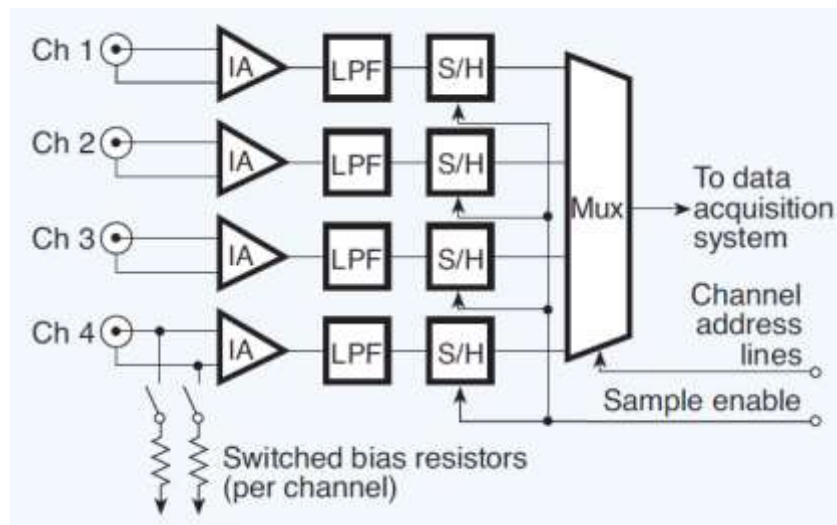 Ch 1
IA
LPF
S/H
Ch 2
IA
LPF
S/H
Ch 3
IA
LPF
S/H
Ch 4
IA
LPF
S/H
Mux
To data
acquisition
system
Channel
address
lines
Sample enable
Switched bias resistors
(per channel)